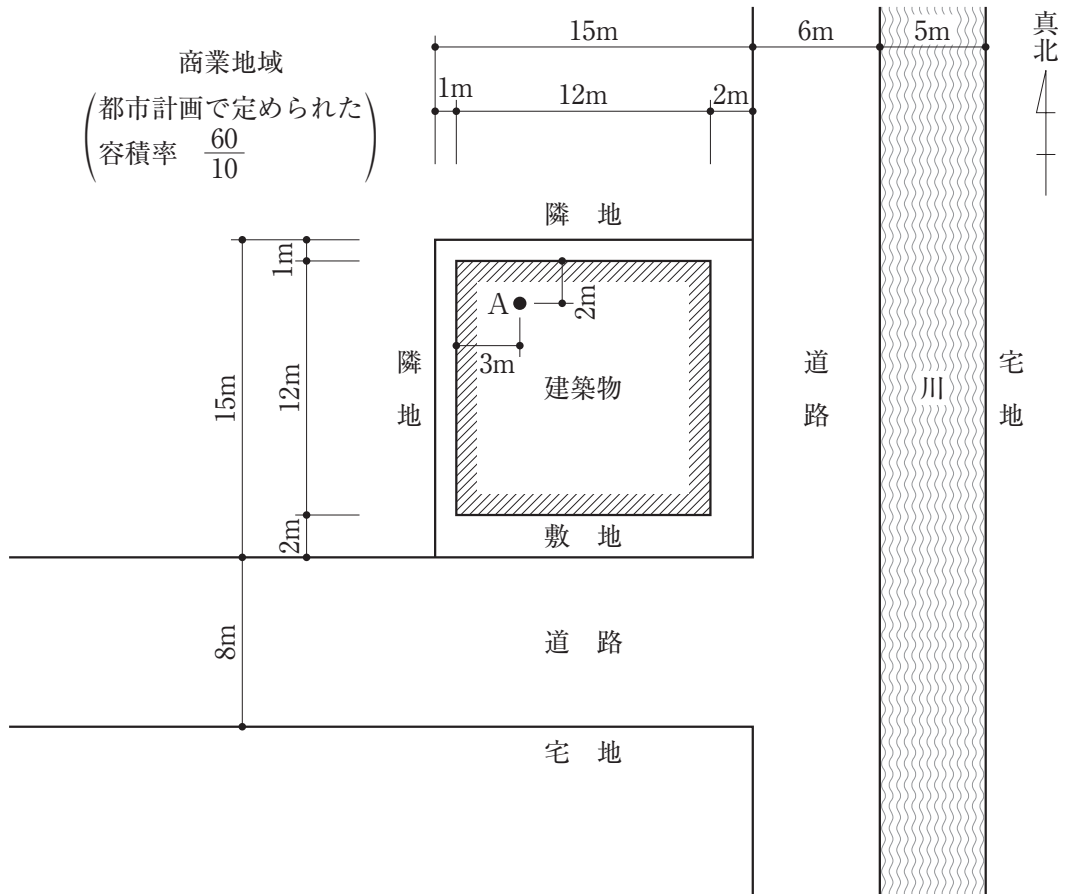 15m
6m
5m
真北
商業地域
都市計画で定められた
容積率 60/10
1m
12m
2m
隣地
1m
A
2m
3m
隣地
15m
12m
建築物
道路
川
宅地
2m
敷地
8m
道路
宅地